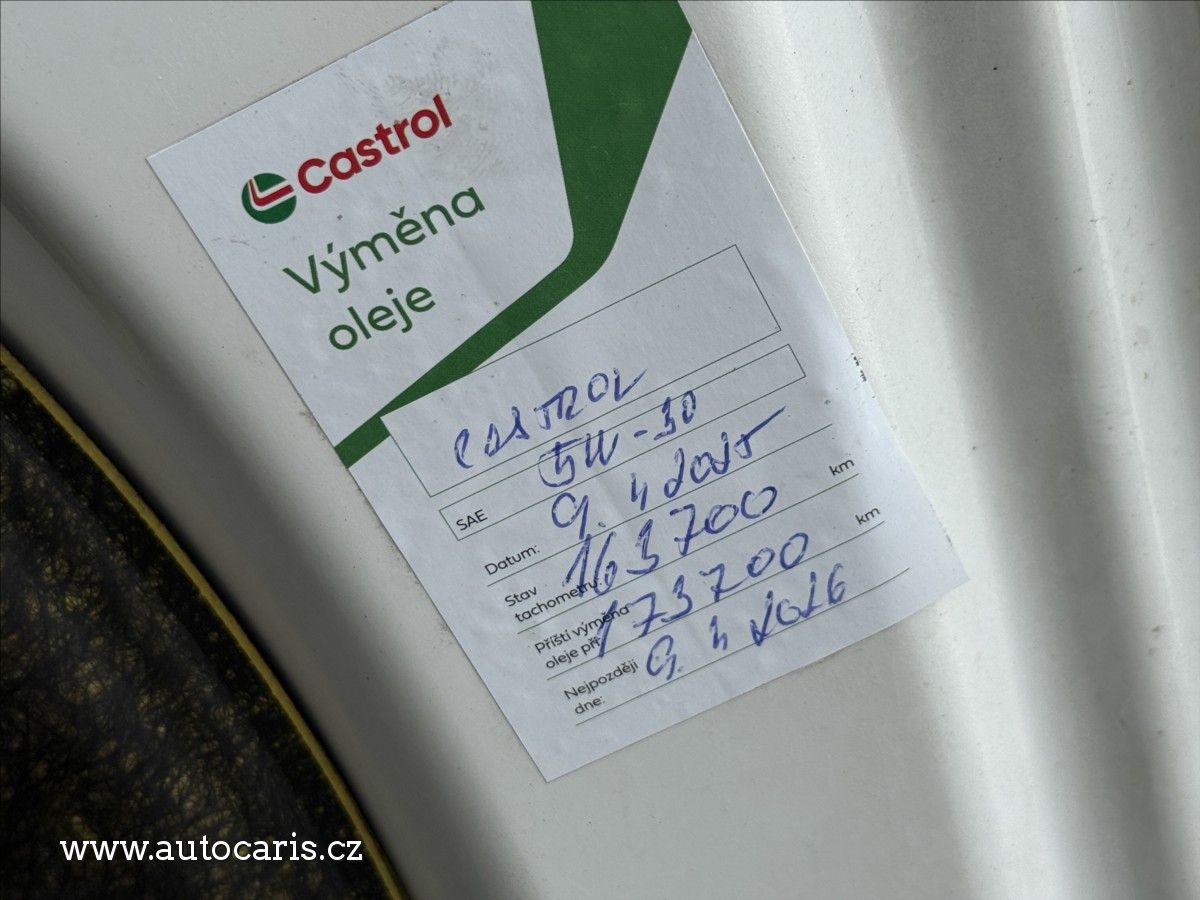 Castrol
Výměna
oleje
CASTROL
SAE 5W-30
Datum: 9. 4 2025
Stav
tachometru: 163700 km
Příští výměna
oleje při: 173700 km
Nejpozději
dne: 9. 4 2026
www.autocaris.cz